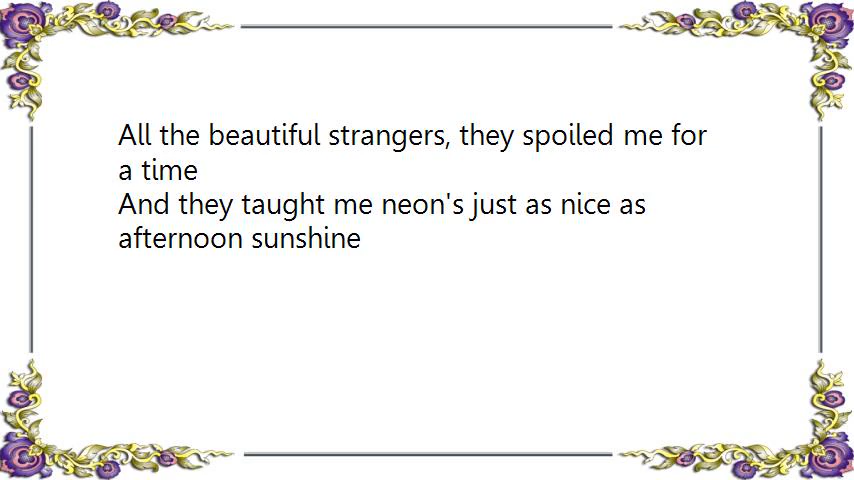 All the beautiful strangers, they spoiled me for
a time
And they taught me neon's just as nice as
afternoon sunshine